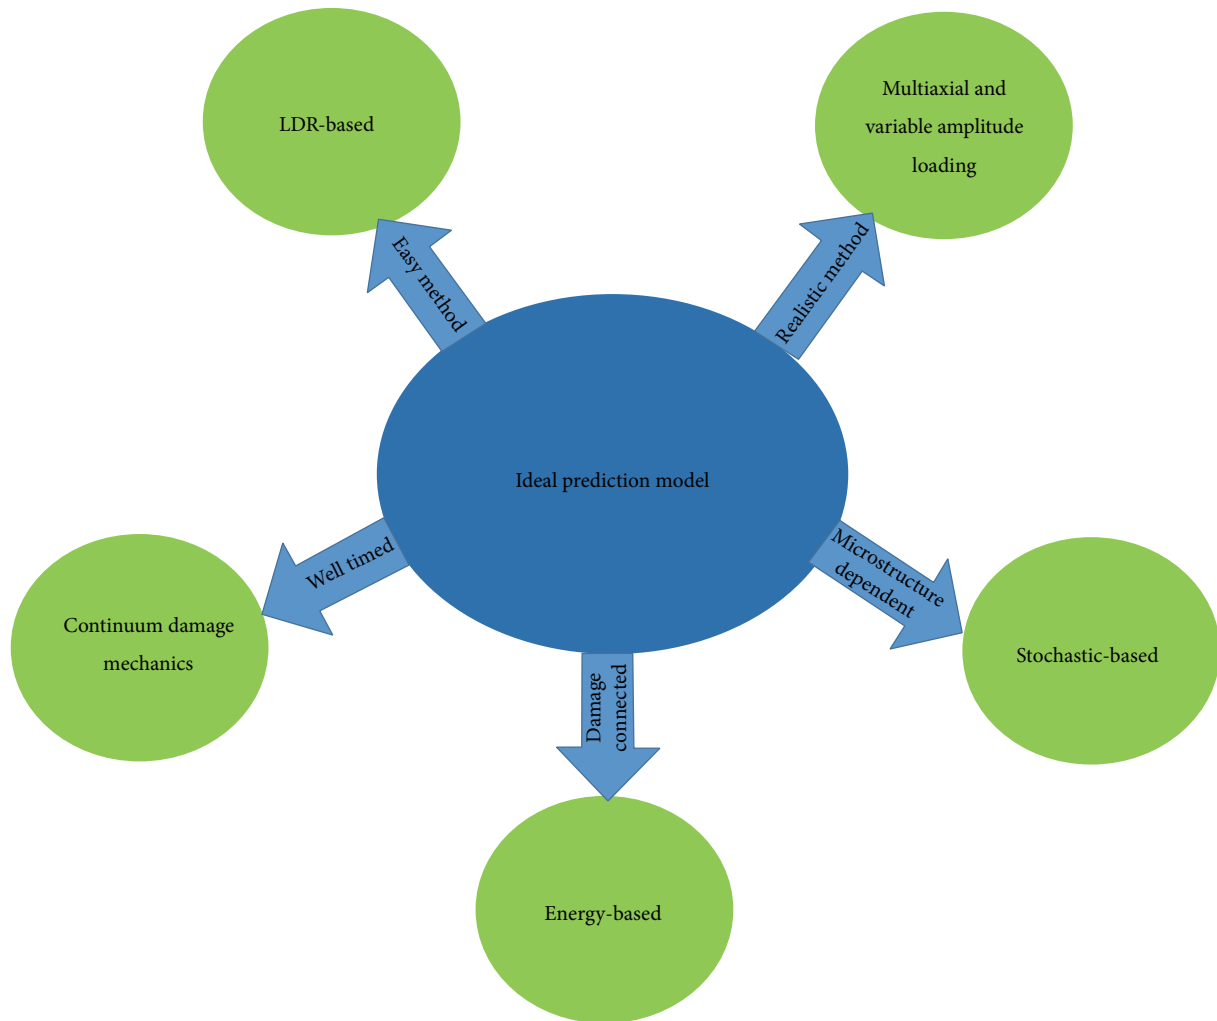 LDR-based
Multiaxial and
variable amplitude
loading
Easy method
Realistic method
Ideal prediction model
Well timed
Microstructure
dependent
Continuum damage
mechanics
Stochastic-based
Damage
connected
Energy-based